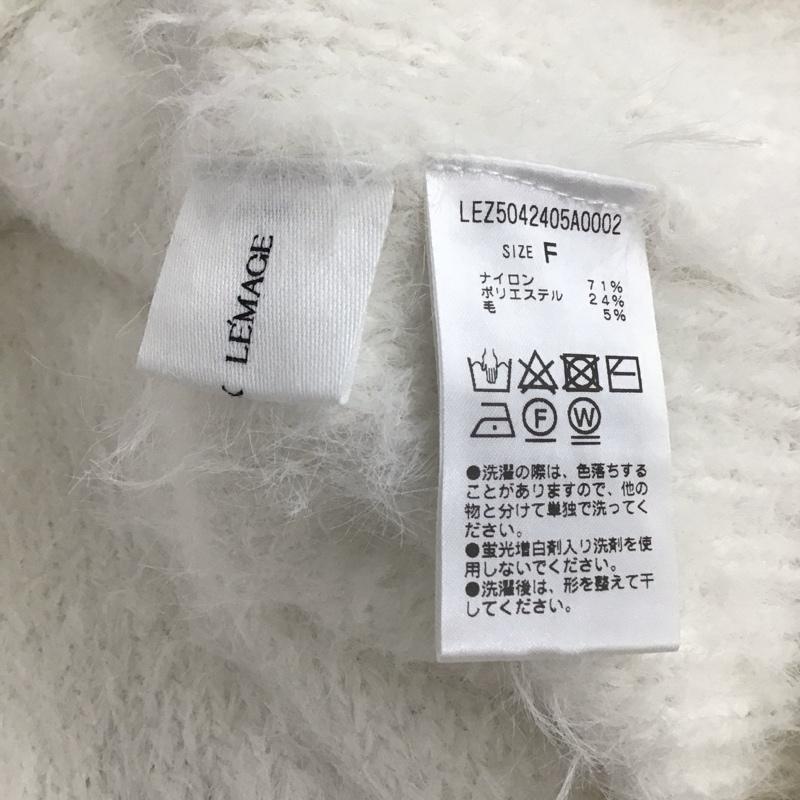 LÉMAGE
LEZ5042405A0002
SIZE F
ナイロン 71%
ポリエステル 24%
毛 5%
F W
●洗濯の際は、色落ちする
ことがありますので、他の
物と分けて単独で洗ってく
ださい。
●蛍光増白剤入り洗剤を使
用しないでください。
●洗濯後は、形を整えて干
してください。